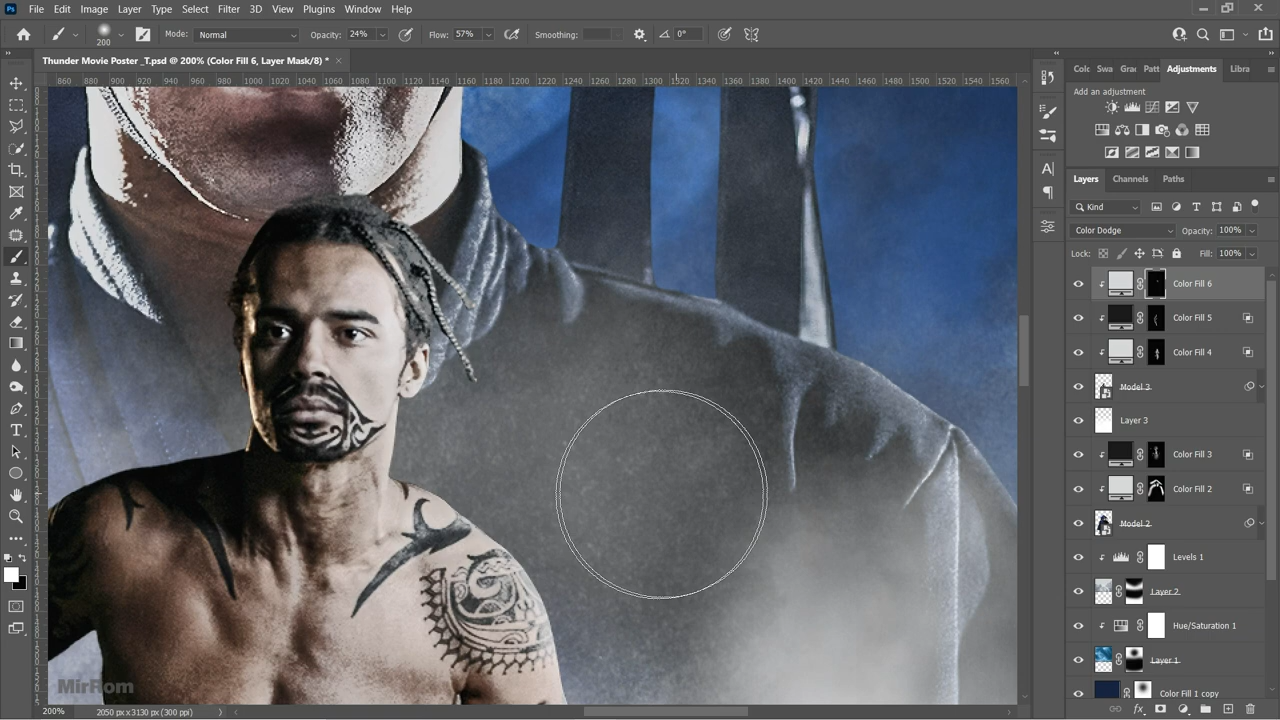 Ps File Edit Image Layer Type Select Filter 3D View Plugins Window Help
200 Mode: Normal Opacity: 24% Flow: 57% Smoothing: 0°
Thunder Movie Poster _T.psd @ 200% (Color Fill 6, Layer Mask/8) *
860 880 900 920 940 960 980 1000 1020 1040 1060 1080 1100 1120 1140 1160 1180 1200 1220 1240 1260 1280 1300 1320 1340 1360 1380 1400 1420 1440 1460 1480 1500 1520 1540 1560
Colc Swa Grac Patt Adjustments Libra
Add an adjustment
Layers Channels Paths
Kind
Color Dodge Opacity: 100%
Lock: Fill: 100%
Color Fill 6
Color Fill 5
Color Fill 4
Model 3
Layer 3
Color Fill 3
Color Fill 2
Model 2
Levels 1
Layer 2
Hue/Saturation 1
Layer 1
Color Fill 1 copy
MirRom
200% 2050 px x 3130 px (300 ppi)